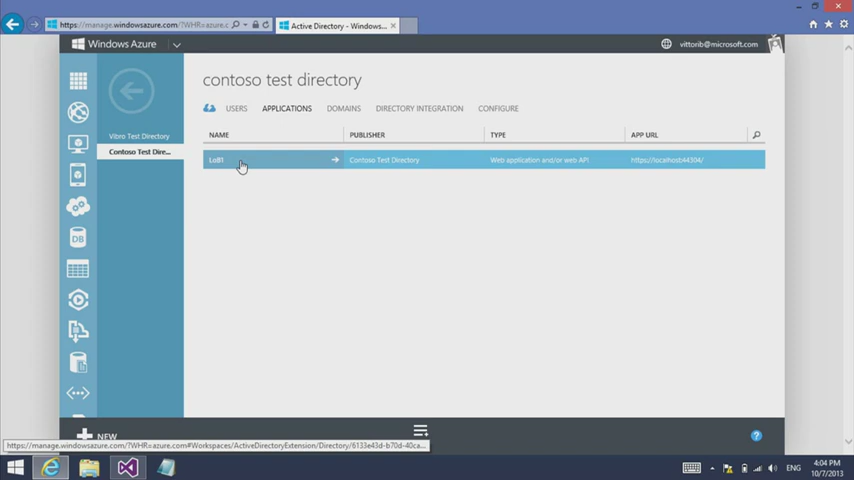 https://manage.windowsazure.com/?WHR=azure.c
Active Directory - Windows...
Windows Azure
vittorib@microsoft.com
contoso test directory
USERS
APPLICATIONS
DOMAINS
DIRECTORY INTEGRATION
CONFIGURE
NAME
PUBLISHER
TYPE
APP URL
Vibro Test Directory
Contoso Test Dire...
LoB1
Contoso Test Directory
Web application and/or web API
https://localhost:44304/
DB
NEW
https://manage.windowsazure.com/?WHR=azure.com#Workspaces/ActiveDirectoryExtension/Directory/6133e43d-b70d-40ca...
ENG
4:04 PM
10/7/2013